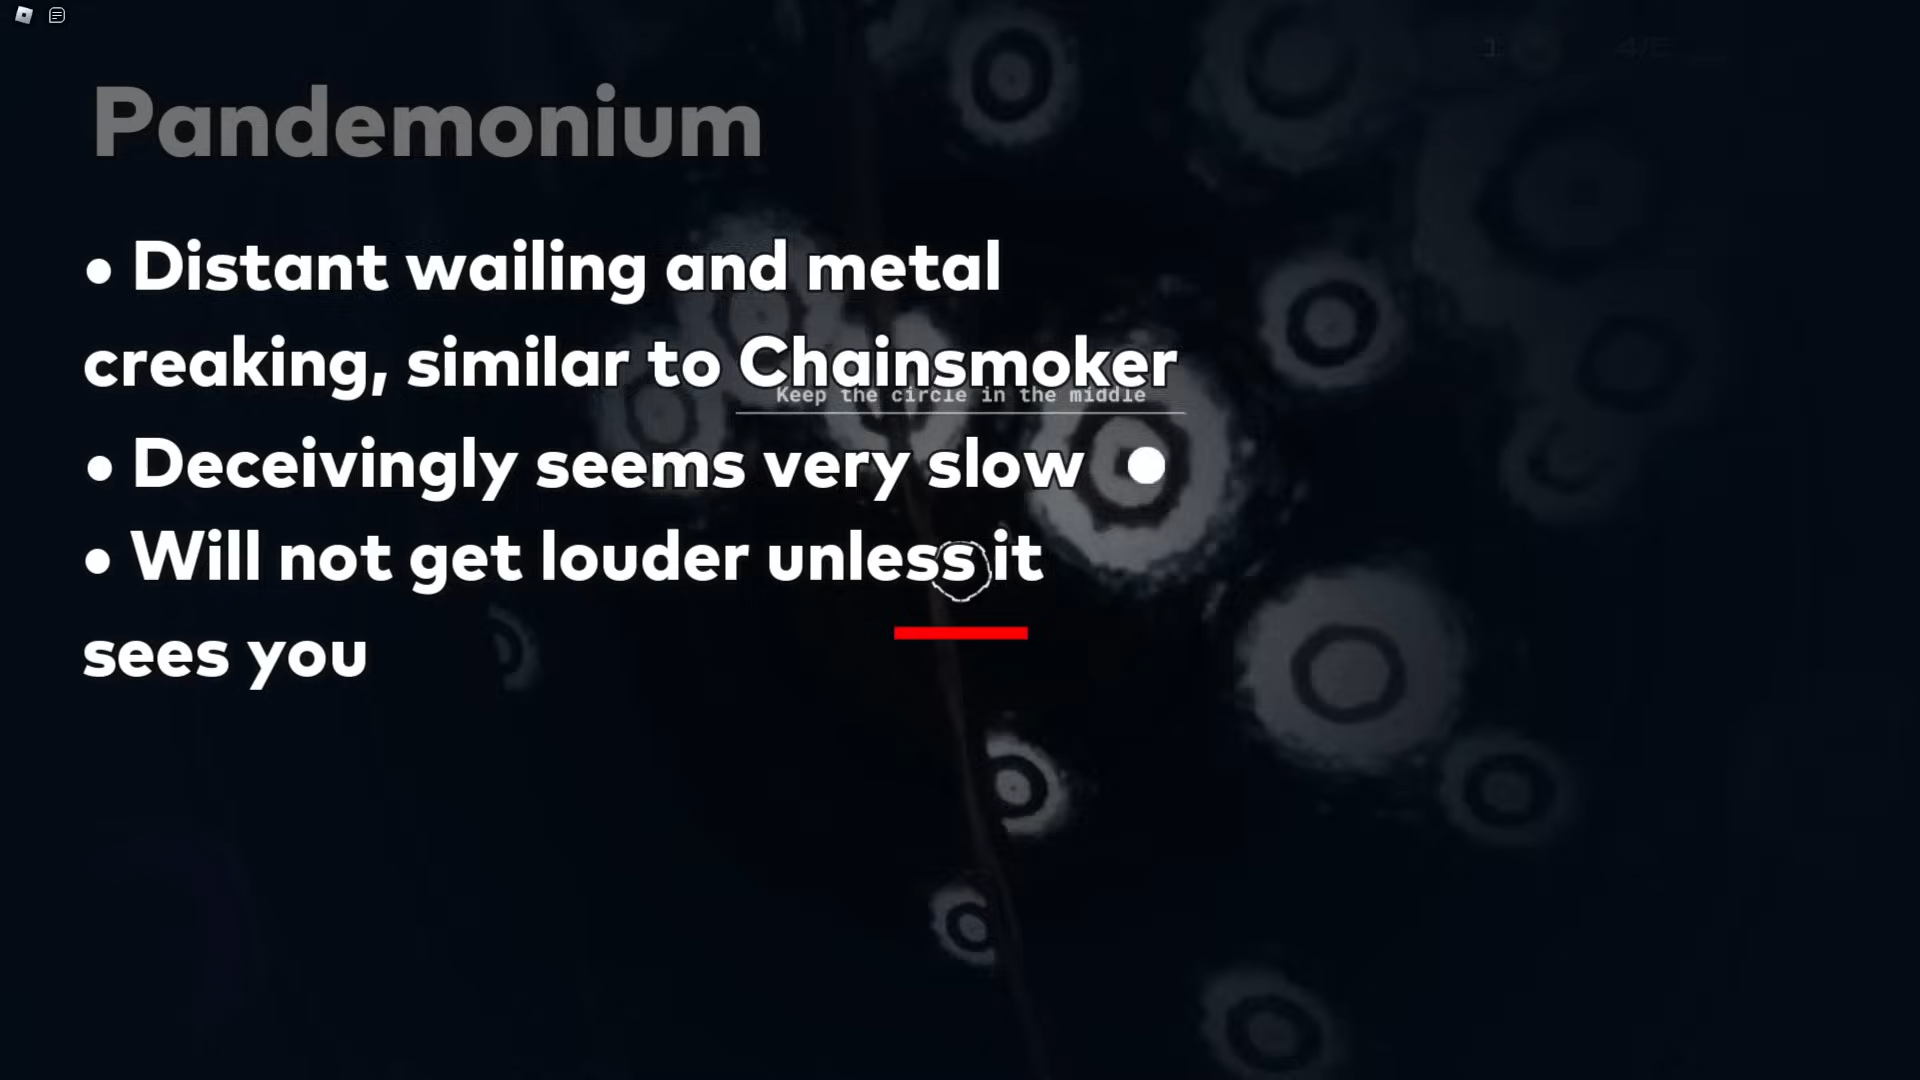 Pandemonium
• Distant wailing and metal
creaking, similar to Chainsmoker
Keep the circle in the middle
• Deceivingly seems very slow
• Will not get louder unless it
sees you